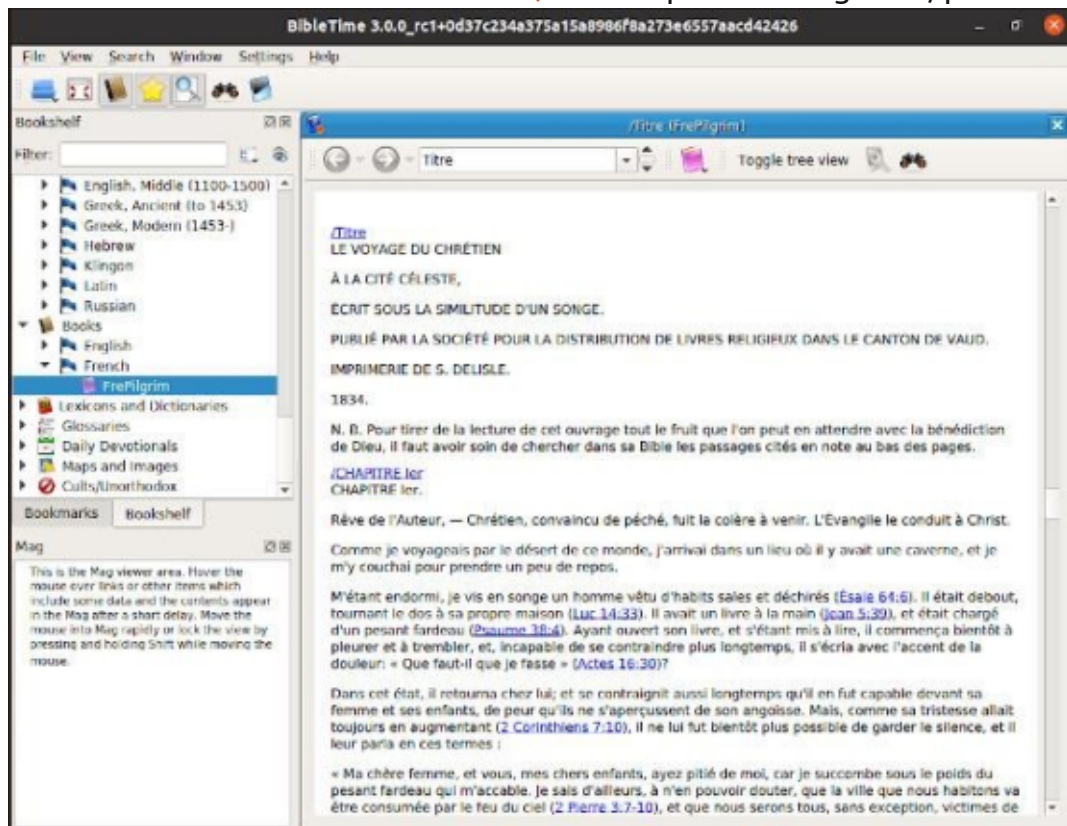 BibleTime 3.0.0_rc1+0d37c234a375a15a8986f8a273e6557aacd42426
File View Search Window Settings Help
Bookshelf
Filter:
English, Middle (1100-1500)
Greek, Ancient (to 1453)
Greek, Modern (1453-)
Hebrew
Klingon
Latin
Russian
Books
English
French
FrePilgrim
Lexicons and Dictionaries
Glossaries
Daily Devotionals
Maps and Images
Cults/Unorthodox
Bookmarks Bookshelf
Mag
This is the Mag viewer area. Hover the
mouse over links or other items which
include some data and the contents appear
in the Mag after a short delay. Move the
mouse into Mag rapidly or lock the view by
pressing and holding Shift while moving the
mouse.
/Titre (FrePilgrim)
Titre Toggle tree view
/Titre
LE VOYAGE DU CHRÉTIEN
À LA CITÉ CÉLESTE,
ÉCRIT SOUS LA SIMILITUDE D'UN SONGE.
PUBLIÉ PAR LA SOCIÉTÉ POUR LA DISTRIBUTION DE LIVRES RELIGIEUX DANS LE CANTON DE VAUD.
IMPRIMERIE DE S. DELISLE.
1834.
N. B. Pour tirer de la lecture de cet ouvrage tout le fruit que l'on peut en attendre avec la bénédiction
de Dieu, il faut avoir soin de chercher dans sa Bible les passages cités en note au bas des pages.
/CHAPITRE Ier
CHAPITRE Ier.
Rêve de l'Auteur, — Chrétien, convaincu de péché, fuit la colère à venir. L'Évangile le conduit à Christ.
Comme je voyageais par le désert de ce monde, j'arrivai dans un lieu où il y avait une caverne, et je
m'y couchai pour prendre un peu de repos.
M'étant endormi, je vis en songe un homme vêtu d'habits sales et déchirés (Ésaïe 64:6). Il était debout,
tournant le dos à sa propre maison (Luc 14:33). Il avait un livre à la main (Jean 5:39), et était chargé
d'un pesant fardeau (Psaume 38:4). Ayant ouvert son livre, et s'étant mis à lire, il commença bientôt à
pleurer et à trembler, et, incapable de se contraindre plus longtemps, il s'écria avec l'accent de la
douleur: « Que faut-il que je fasse » (Actes 16:30)?
Dans cet état, il retourna chez lui; et se contraignit aussi longtemps qu'il en fut capable devant sa
femme et ses enfants, de peur qu'ils ne s'aperçussent de son angoisse. Mais, comme sa tristesse allait
toujours en augmentant (2 Corinthiens 7:10), il ne lui fut bientôt plus possible de garder le silence, et il
leur parla en ces termes :
« Ma chère femme, et vous, mes chers enfants, ayez pitié de moi, car je succombe sous le poids du
pesant fardeau qui m'accable. Je sais d'ailleurs, à n'en pouvoir douter, que la ville que nous habitons va
être consumée par le feu du ciel (2 Pierre 3.7-10), et que nous serons tous, sans exception, victimes de